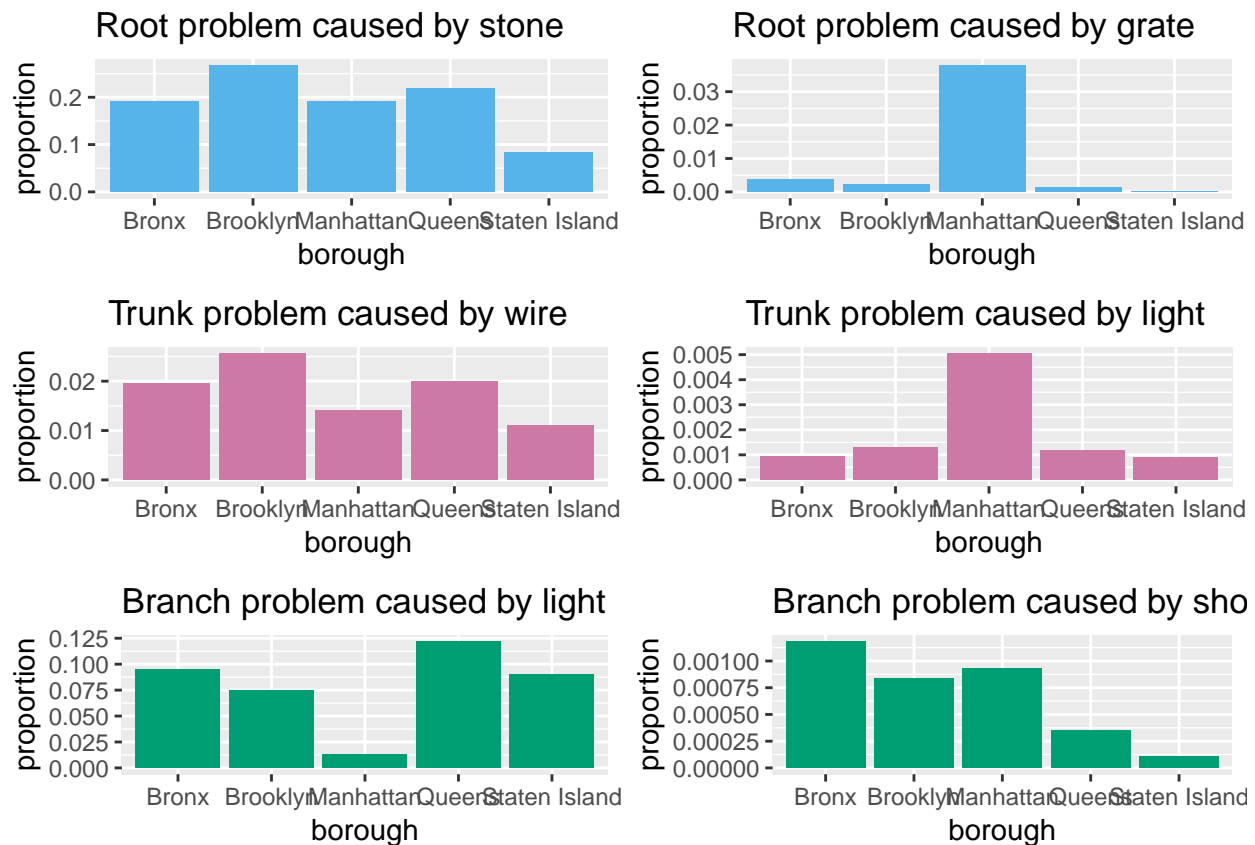 Root problem caused by stone
proportion
0.2
0.1
0.0
Bronx Brooklyn Manhattan Queens Staten Island
borough
Root problem caused by grate
proportion
0.03
0.02
0.01
0.00
Bronx Brooklyn Manhattan Queens Staten Island
borough
Trunk problem caused by wire
proportion
0.02
0.01
0.00
Bronx Brooklyn Manhattan Queens Staten Island
borough
Trunk problem caused by light
proportion
0.005
0.004
0.003
0.002
0.001
0.000
Bronx Brooklyn Manhattan Queens Staten Island
borough
Branch problem caused by light
proportion
0.125
0.100
0.075
0.050
0.025
0.000
Bronx Brooklyn Manhattan Queens Staten Island
borough
Branch problem caused by sho
proportion
0.00100
0.00075
0.00050
0.00025
0.00000
Bronx Brooklyn Manhattan Queens Staten Island
borough